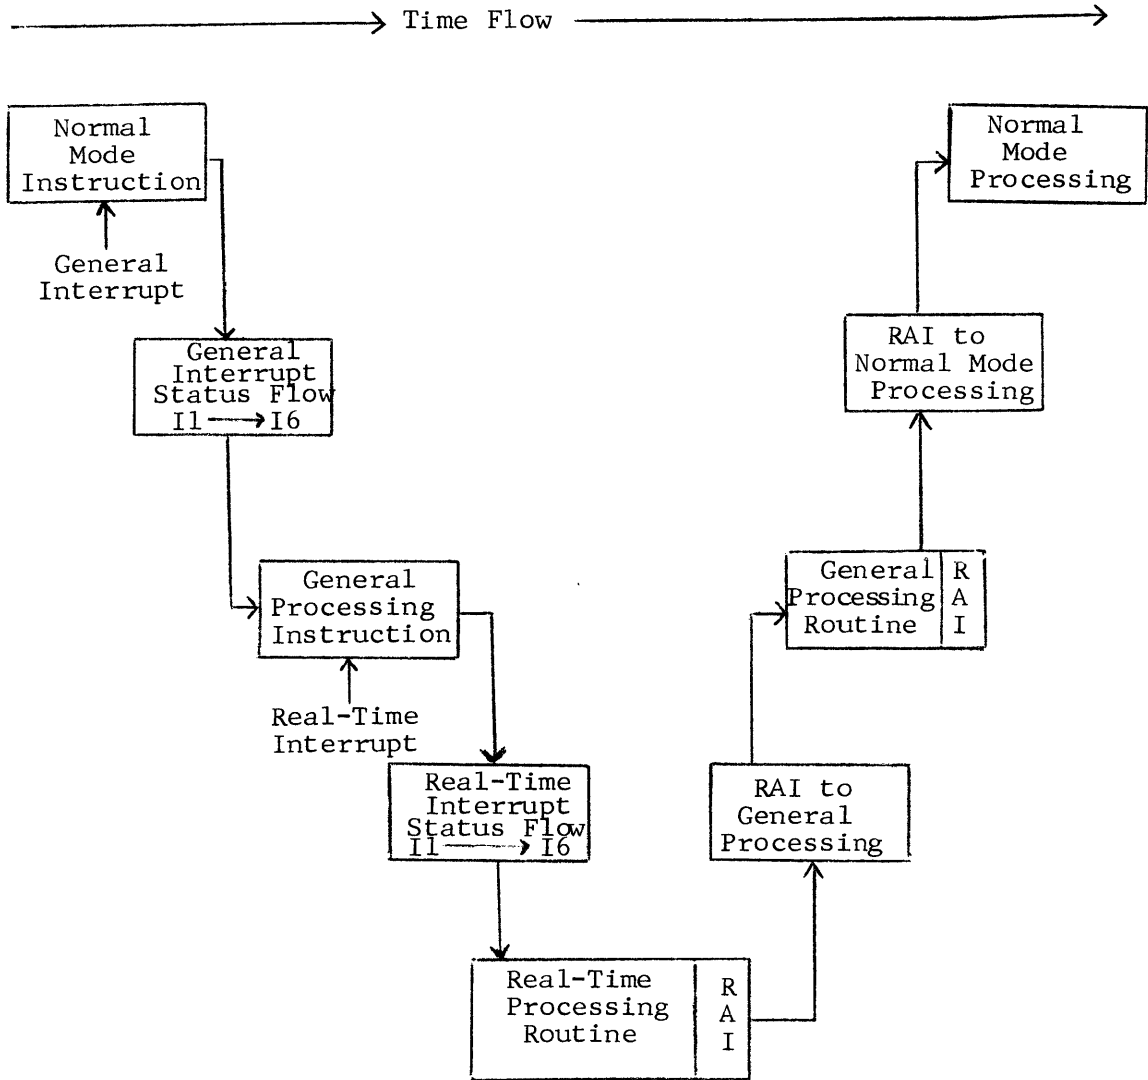 Time Flow
Normal
Mode
Instruction
General
Interrupt
General
Interrupt
Status Flow
I1 → I6
General
Processing
Instruction
Real-Time
Interrupt
Real-Time
Interrupt
Status Flow
I1 → I6
Real-Time
Processing
Routine
R
A
I
RAI to
General
Processing
General
Processing
Routine
R
A
I
RAI to
Normal Mode
Processing
Normal
Mode
Processing